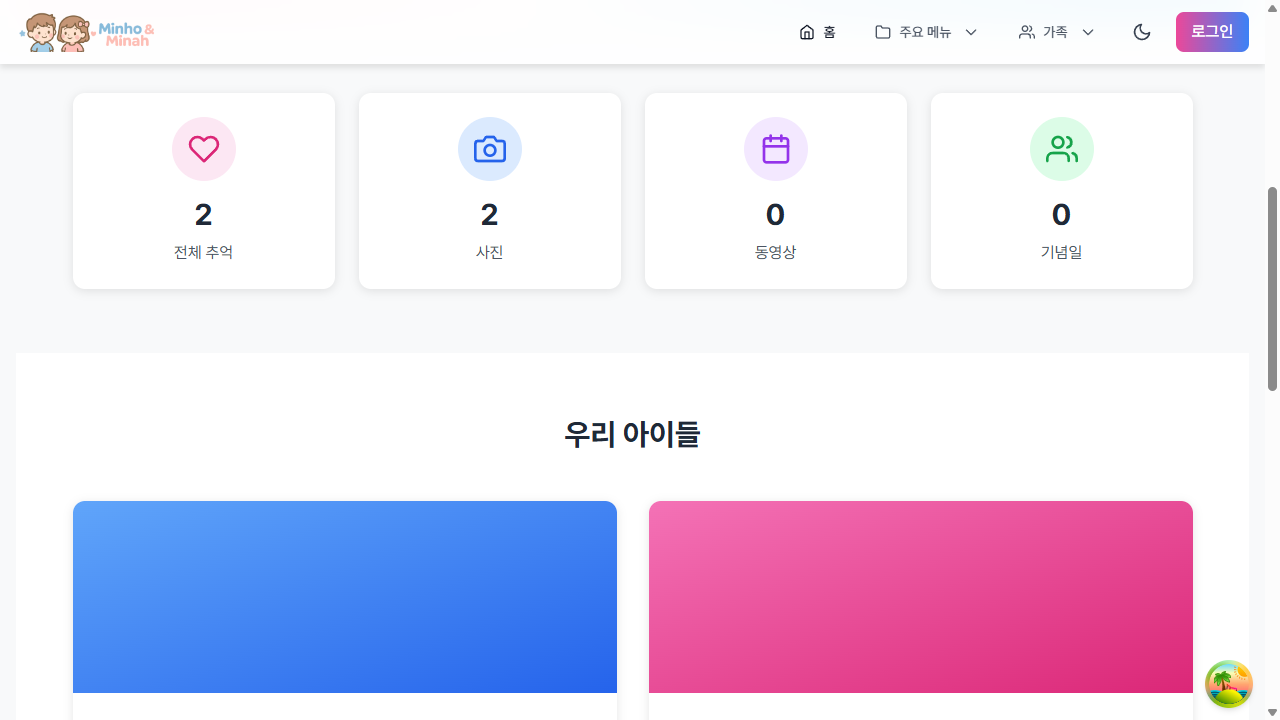 Minho &
Minah
홈
주요 메뉴
가족
로그인
2
전체 추억
2
사진
0
동영상
0
기념일
우리 아이들